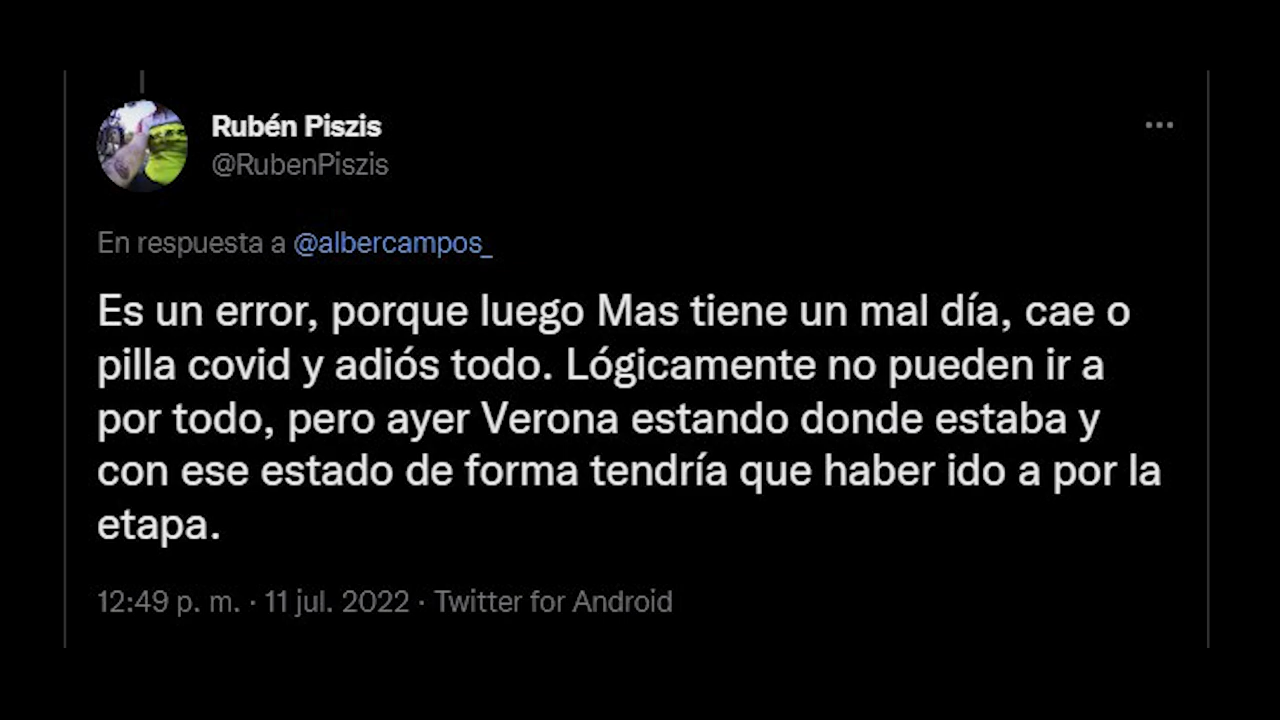 Rubén Piszis
@RubenPiszis
En respuesta a @albercampos_
Es un error, porque luego Mas tiene un mal día, cae o
pilla covid y adiós todo. Lógicamente no pueden ir a
por todo, pero ayer Verona estando donde estaba y
con ese estado de forma tendría que haber ido a por la
etapa.
12:49 p. m. · 11 jul. 2022 · Twitter for Android